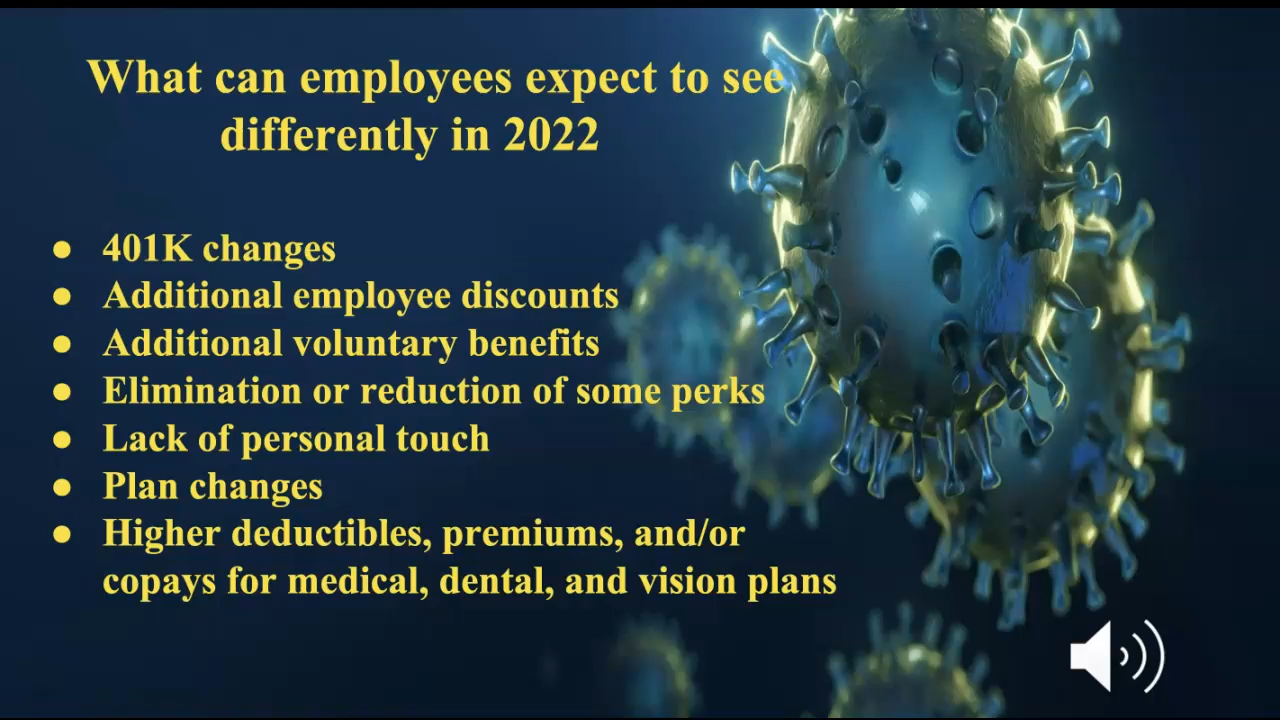 What can employees expect to see
differently in 2022
● 401K changes
● Additional employee discounts
● Additional voluntary benefits
● Elimination or reduction of some perks
● Lack of personal touch
● Plan changes
● Higher deductibles, premiums, and/or
copays for medical, dental, and vision plans